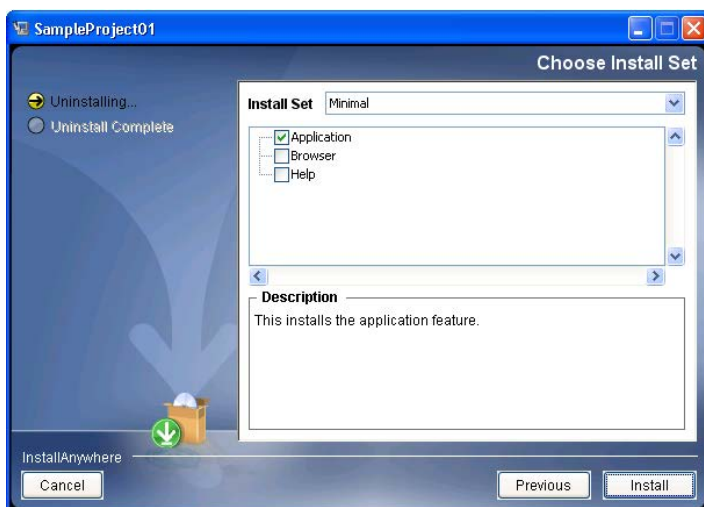 SampleProject01
Choose Install Set
Uninstalling...
Uninstall Complete
Install Set Minimal
Application
Browser
Help
Description
This installs the application feature.
InstallAnywhere
Cancel Previous Install